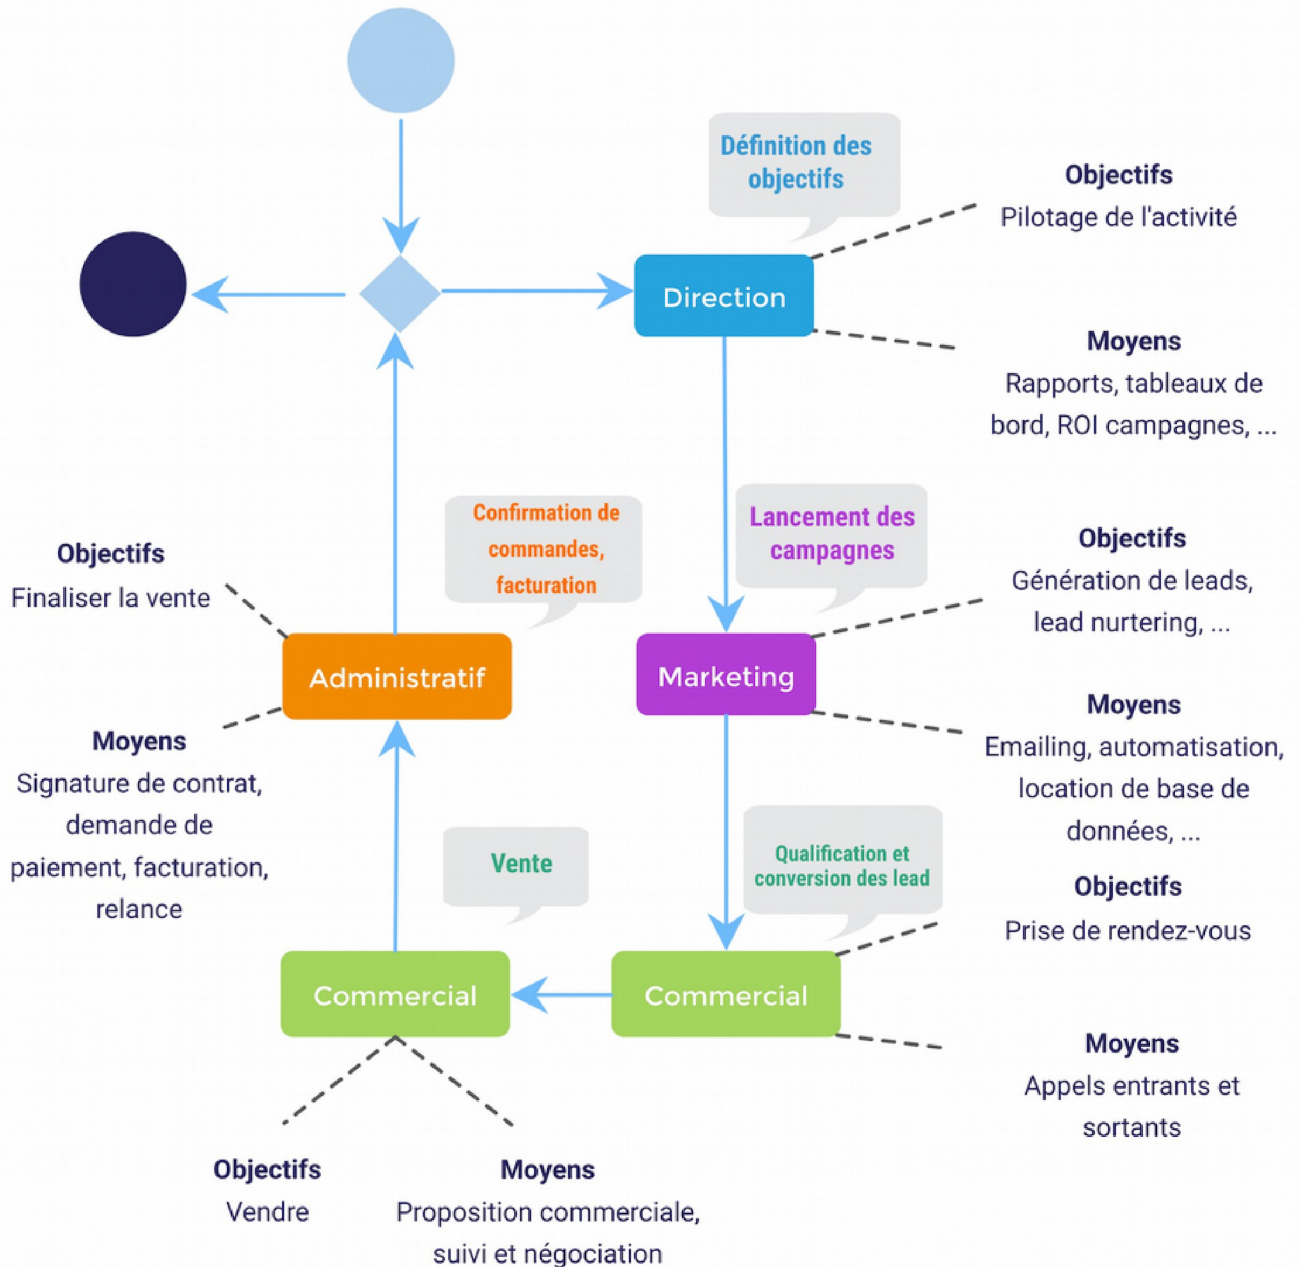 Définition des
objectifs
Objectifs
Pilotage de l'activité
Direction
Moyens
Rapports, tableaux de
bord, ROI campagnes, ...
Confirmation de
commandes,
facturation
Lancement des
campagnes
Objectifs
Génération de leads,
lead nurtering, ...
Objectifs
Finaliser la vente
Administratif
Marketing
Moyens
Emailing, automatisation,
location de base de
données, ...
Moyens
Signature de contrat,
demande de
paiement, facturation,
relance
Vente
Qualification et
conversion des lead
Objectifs
Prise de rendez-vous
Commercial
Commercial
Moyens
Appels entrants et
sortants
Objectifs
Vendre
Moyens
Proposition commerciale,
suivi et négociation